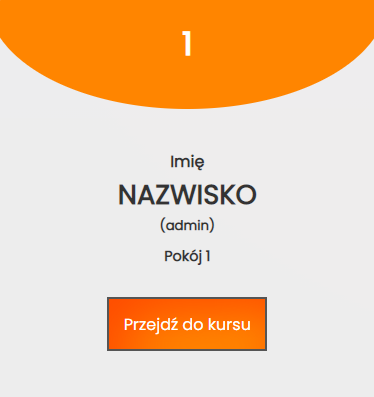 1
Imię
NAZWISKO
(admin)
Pokój 1
Przejdź do kursu